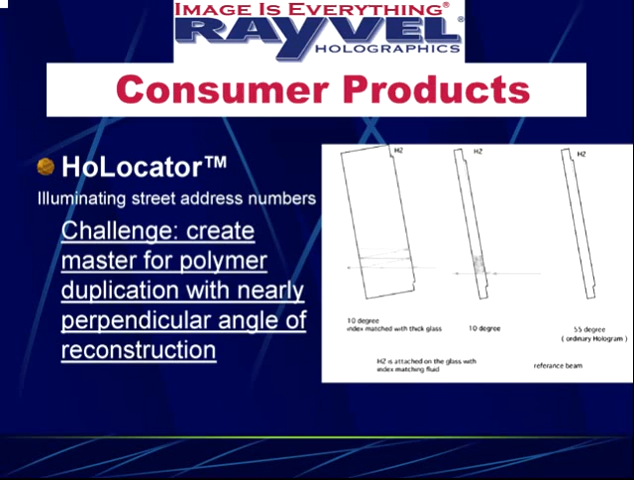 IMAGE IS EVERYTHING®
RAYVEL®
HOLOGRAPHICS
Consumer Products
HoLocator™
Illuminating street address numbers
Challenge: create
master for polymer
duplication with nearly
perpendicular angle of
reconstruction
H2
H2
H2
10 degree
index matched with thick glass
10 degree
55 degree
( ordinary Hologram )
H2 is attached on the glass with
index matching fluid
referance beam